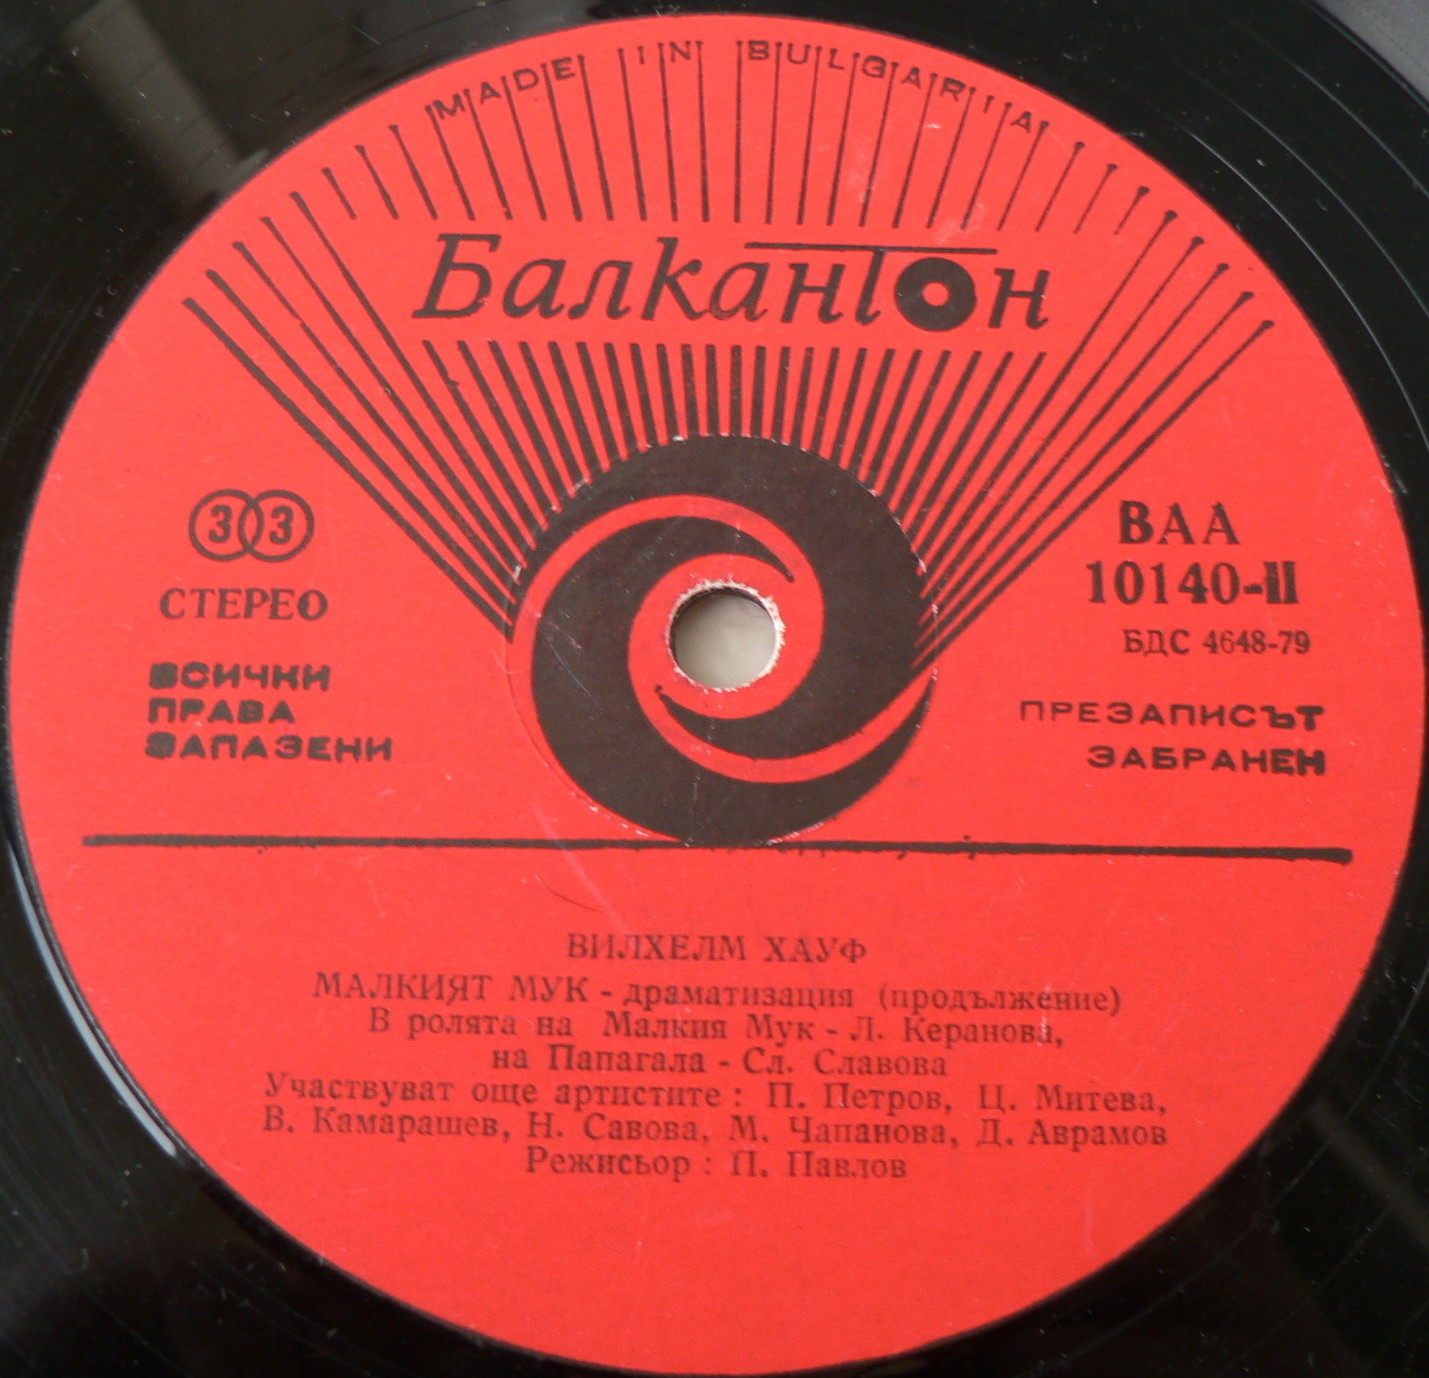 MADE IN BULGARIA
Балкантон
33
СТЕРЕО
ВСИЧКИ
ПРАВА
ЗАПАЗЕНИ
ВАА
10140-II
БДС 4648-79
ПРЕЗАПИСЪТ
ЗАБРАНЕН
ВИЛХЕЛМ ХАУФ
МАЛКИЯТ МУК - драматизация (продължение)
В ролята на Малкия Мук - Л. Керанова,
на Папагала - Сл. Славова
Участвуват още артистите : П. Петров, Ц. Митева,
В. Камарашев, Н. Савова, М. Чапанова, Д. Аврамов
Режисьор : П. Павлов